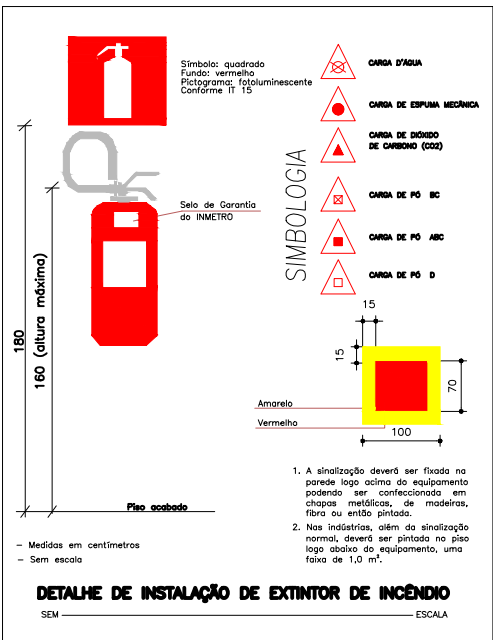 Símbolo: quadrado
Fundo: vermelho
Pictograma: fotoluminescente
Conforme IT 15
Selo de Garantia
do INMETRO
180
160 (altura máxima)
Piso acabado
SIMBOLOGIA
CARGA D'ÁGUA
CARGA DE ESPUMA MECÂNICA
CARGA DE DIÓXIDO
DE CARBONO (CO2)
CARGA DE PÓ BC
CARGA DE PÓ ABC
CARGA DE PÓ D
15
15
70
100
Amarelo
Vermelho
1. A sinalização deverá ser fixada na
parede logo acima do equipamento
podendo ser confeccionada em
chapas metálicas, de madeiras,
fibra ou então pintada.
2. Nas indústrias, além da sinalização
normal, deverá ser pintada no piso
logo abaixo do equipamento, uma
faixa de 1,0 m².
- Medidas em centímetros
- Sem escala
DETALHE DE INSTALAÇÃO DE EXTINTOR DE INCÊNDIO
SEM ESCALA